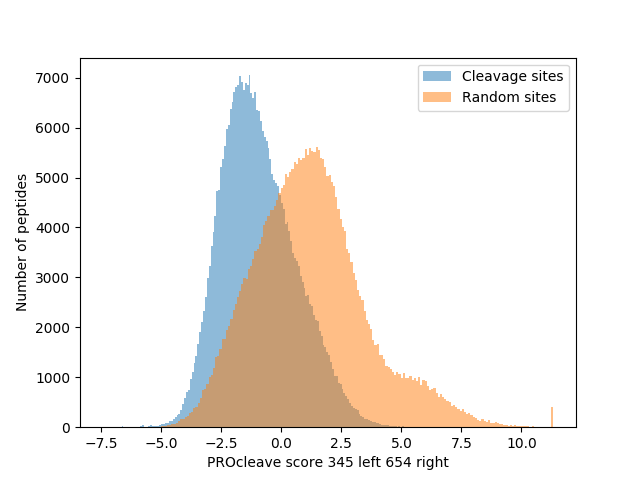 Cleavage sites
Random sites
Number of peptides
7000
6000
5000
4000
3000
2000
1000
0
−7.5 −5.0 −2.5 0.0 2.5 5.0 7.5 10.0
PROcleave score 345 left 654 right